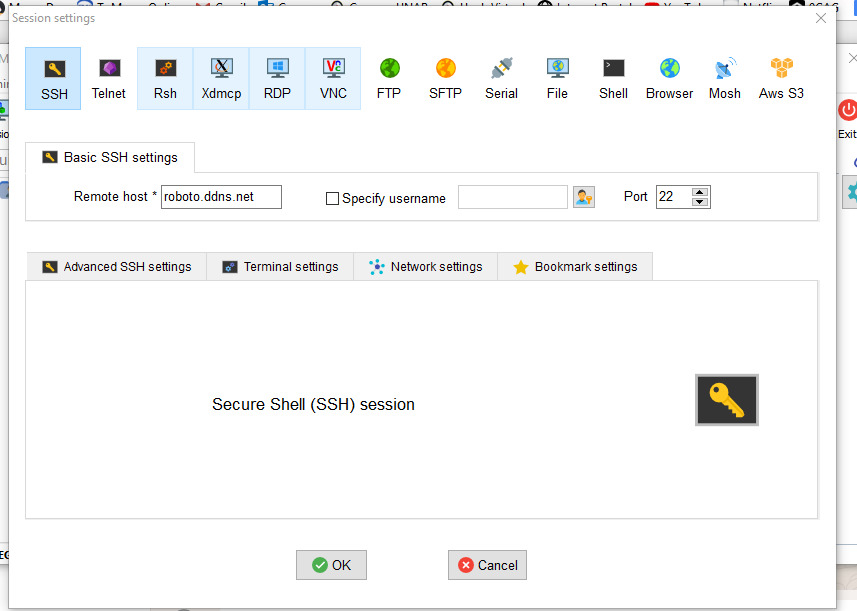 Session settings
SSH
Telnet
Rsh
Xdmcp
RDP
VNC
FTP
SFTP
Serial
File
Shell
Browser
Mosh
Aws S3
Exit
Basic SSH settings
Remote host * roboto.ddns.net
Specify username
Port 22
Advanced SSH settings
Terminal settings
Network settings
Bookmark settings
Secure Shell (SSH) session
OK
Cancel